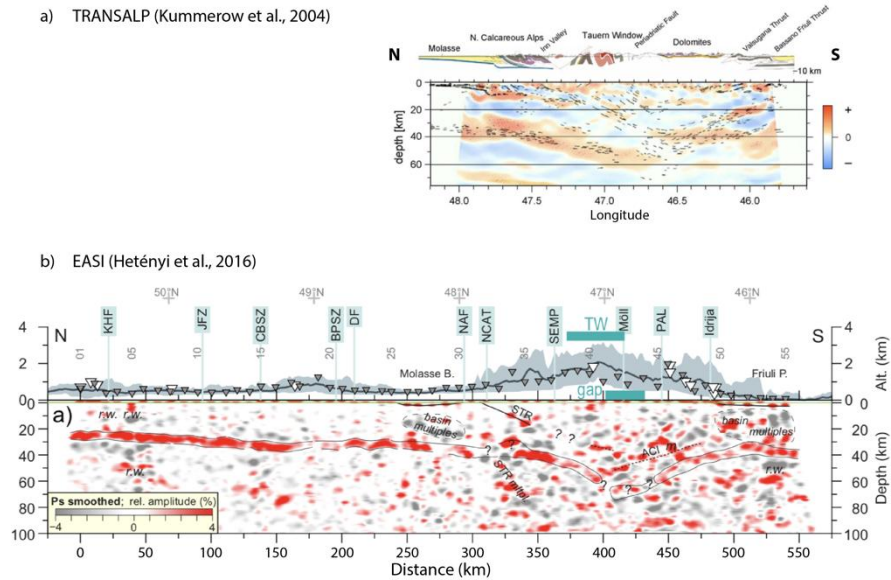 a) TRANSALP (Kummerow et al., 2004)
Molasse
N. Calcareous Alps
Inn Valley
Tauern Window
Periadriatic Fault
Dolomites
Valsugana Thrust
Bassano Friuli Thrust
N
S
−10 km
depth [km]
0
20
40
60
+
0
−
48.0 47.5 47.0 46.5 46.0
Longitude
b) EASI (Hetényi et al., 2016)
50°N 49°N 48°N 47°N 46°N
N
S
KHF
JFZ
CBSZ
BPSZ
DF
NAF
NCAT
SEMP
TW
Möll
PAL
Idrija
4
2
0
01 05 10 15 20 25 30 35 40 45 50 55
Molasse B.
gap
Friuli P.
4
2
0
Alt. (km)
a)
r.w. r.w.
r.w.
basin
multiples
STR
?
?
? ?
STR mltpl
ACI_m
?
?
?
basin
multiples
r.w.
0
20
40
60
80
100
Depth (km)
Ps smoothed; rel. amplitude (%)
−4 0 4
0 50 100 150 200 250 300 350 400 450 500 550
Distance (km)